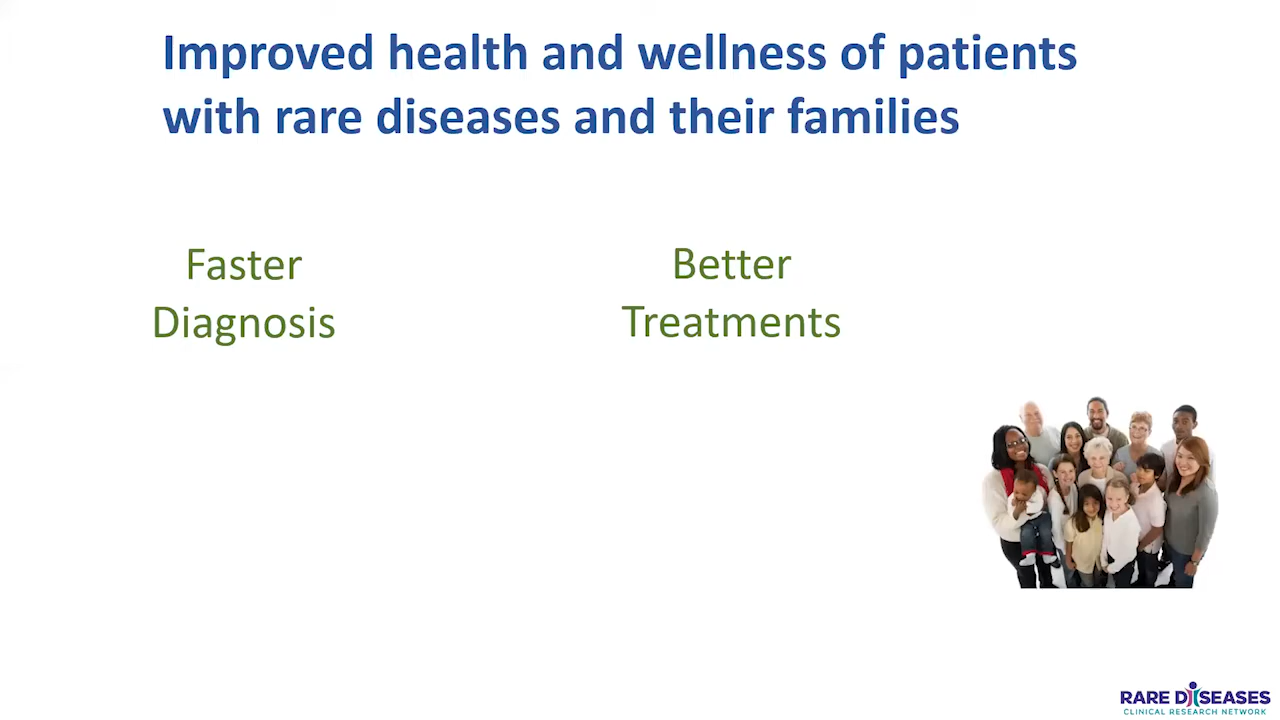 Improved health and wellness of patients
with rare diseases and their families
Faster
Diagnosis
Better
Treatments
RARE DISEASES
CLINICAL RESEARCH NETWORK